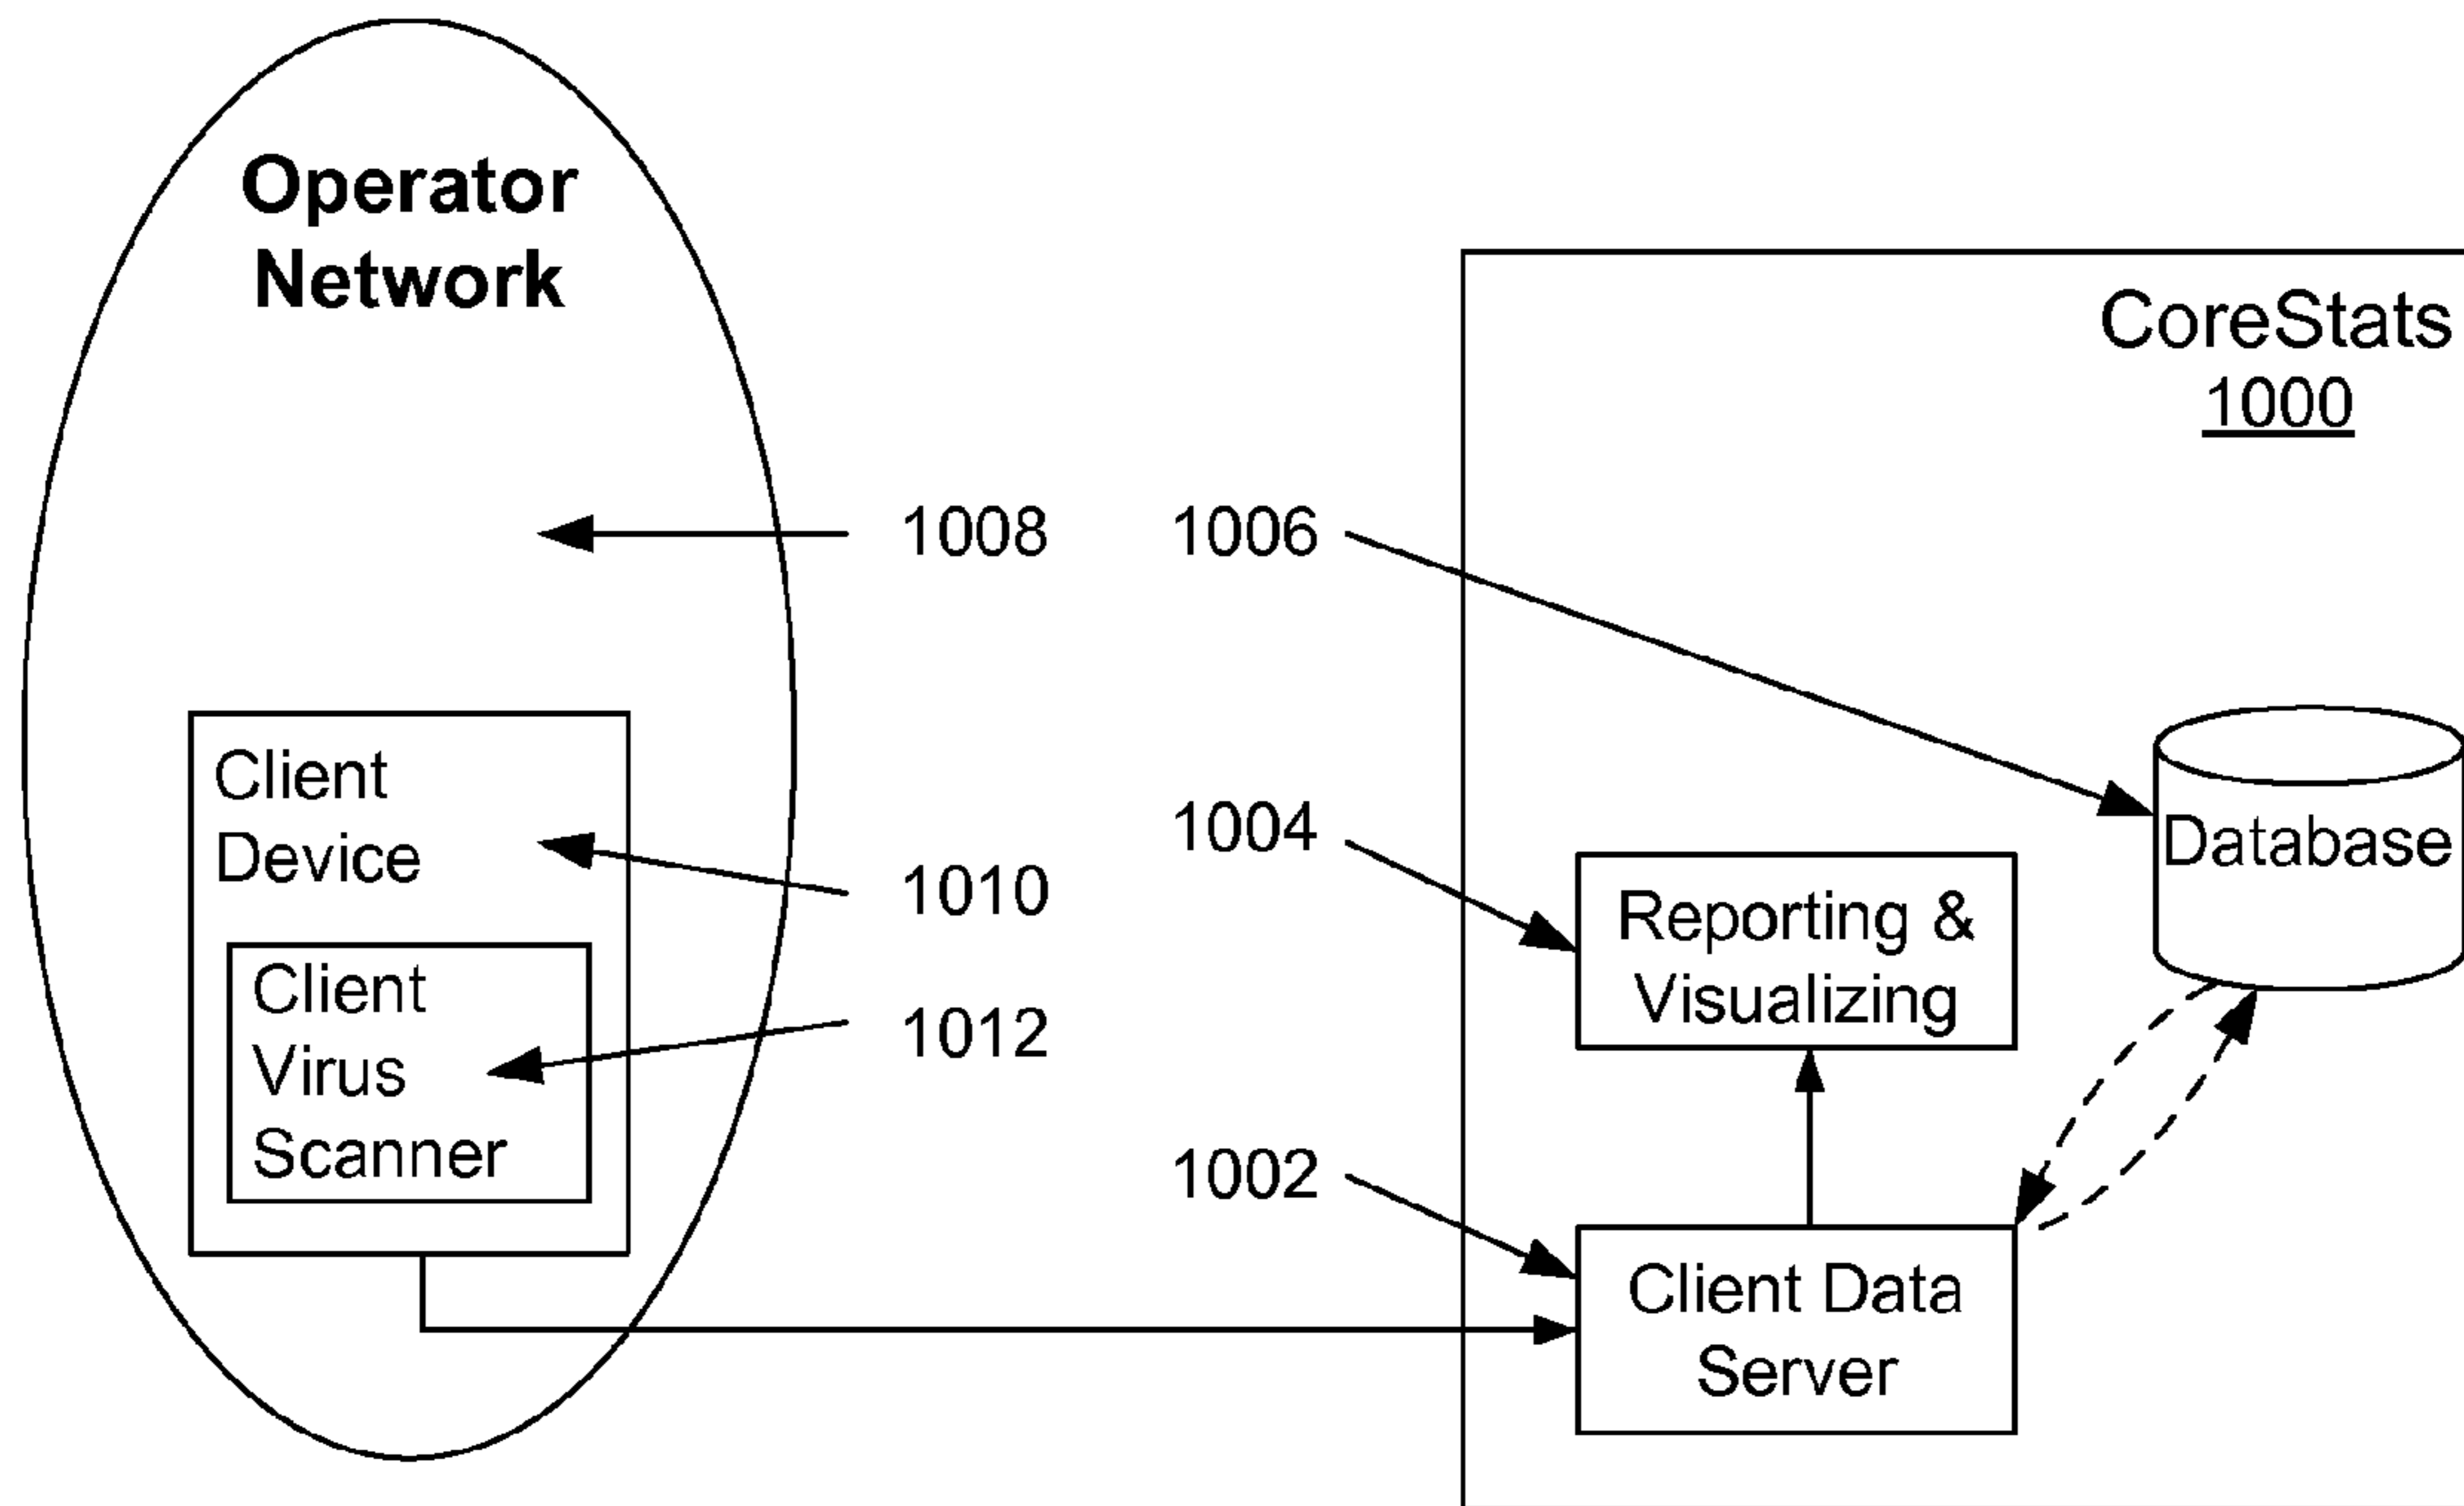 Operator
Network
CoreStats
1000
1008
1006
Client
Device
1004
1010
Database
Reporting &
Visualizing
Client
Virus
Scanner
1012
1002
Client Data
Server